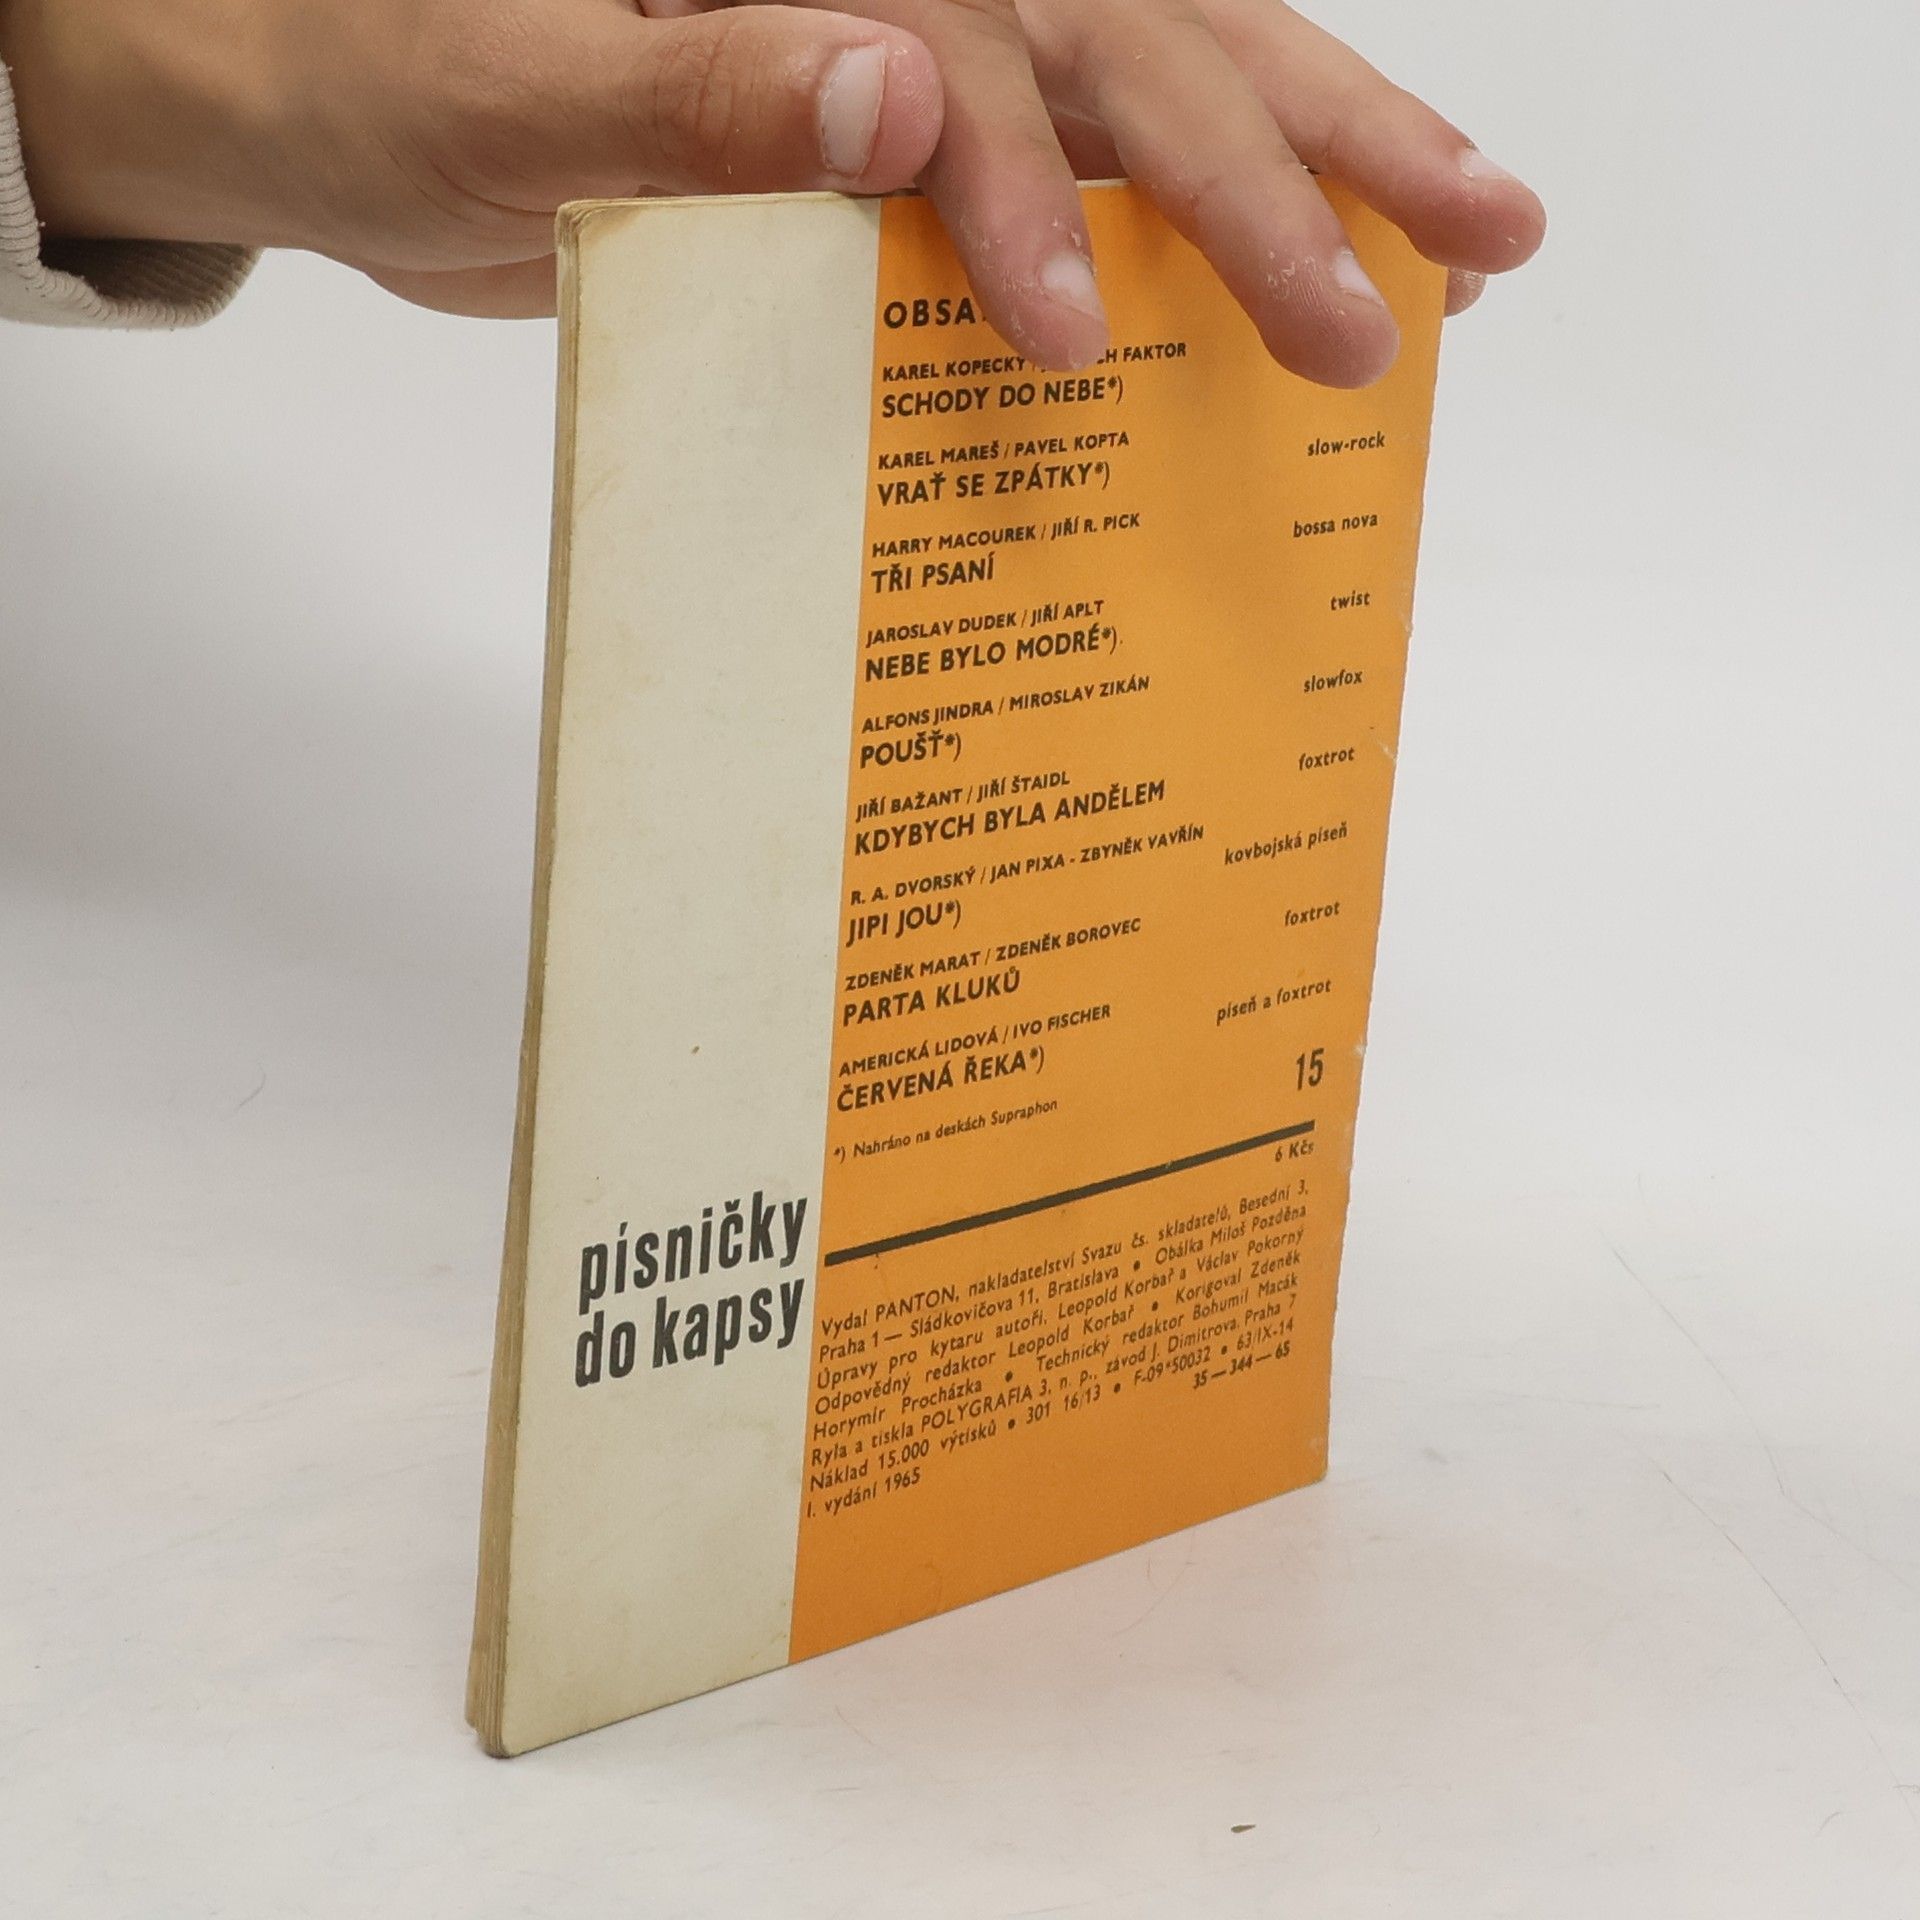 KAREL KOPECKÝ FAKTOR
SCHODY DO NEBE*)
KAREL MAREŠ / PAVEL KOPTA slow-rock
VRAŤ SE ZPÁTKY*)
HARRY MACOUREK / JIŘÍ R. PICK bossa nova
TŘI PSANÍ
JAROSLAV DUDEK / JIŘÍ APLT twist
NEBE BYLO MODRÉ*)
ALFONS JINDRA / MIROSLAV ZIKÁN slowfox
POUŠŤ*)
JIŘÍ BAŽANT / JIŘÍ ŠTAIDL foxtrot
KDYBYCH BYLA ANDĚLEM
R. A. DVORSKÝ / JAN PIXA - ZBYNĚK VAVŘÍN kovbojská píseň
JIPI JOU*)
ZDENĚK MARAT / ZDENĚK BOROVEC foxtrot
PARTA KLUKŮ
AMERICKÁ LIDOVÁ / IVO FISCHER píseň a foxtrot
ČERVENÁ ŘEKA*)
15
*) Nahráno na deskách Supraphon
6 Kčs
písničky
do kapsy
Vydal PANTON, nakladatelství Svazu čs. skladatelů, Besední 3,
Praha 1 — Sládkovičova 11, Bratislava • Obálka Miloš Pozděna
Úpravy pro kytaru autoři, Leopold Korbař a Václav Pokorný
Odpovědný redaktor Leopold Korbař • Korigoval Zdeněk
Horymír Procházka • Technický redaktor Bohumil Macák
Ryla a tiskla POLYGRAFIA 3, n. p., závod J. Dimitrova, Praha 7
Náklad 15.000 výtisků • 301 16/13 • F-09*50032 • 63/IX-14
I. vydání 1965 35—344—65